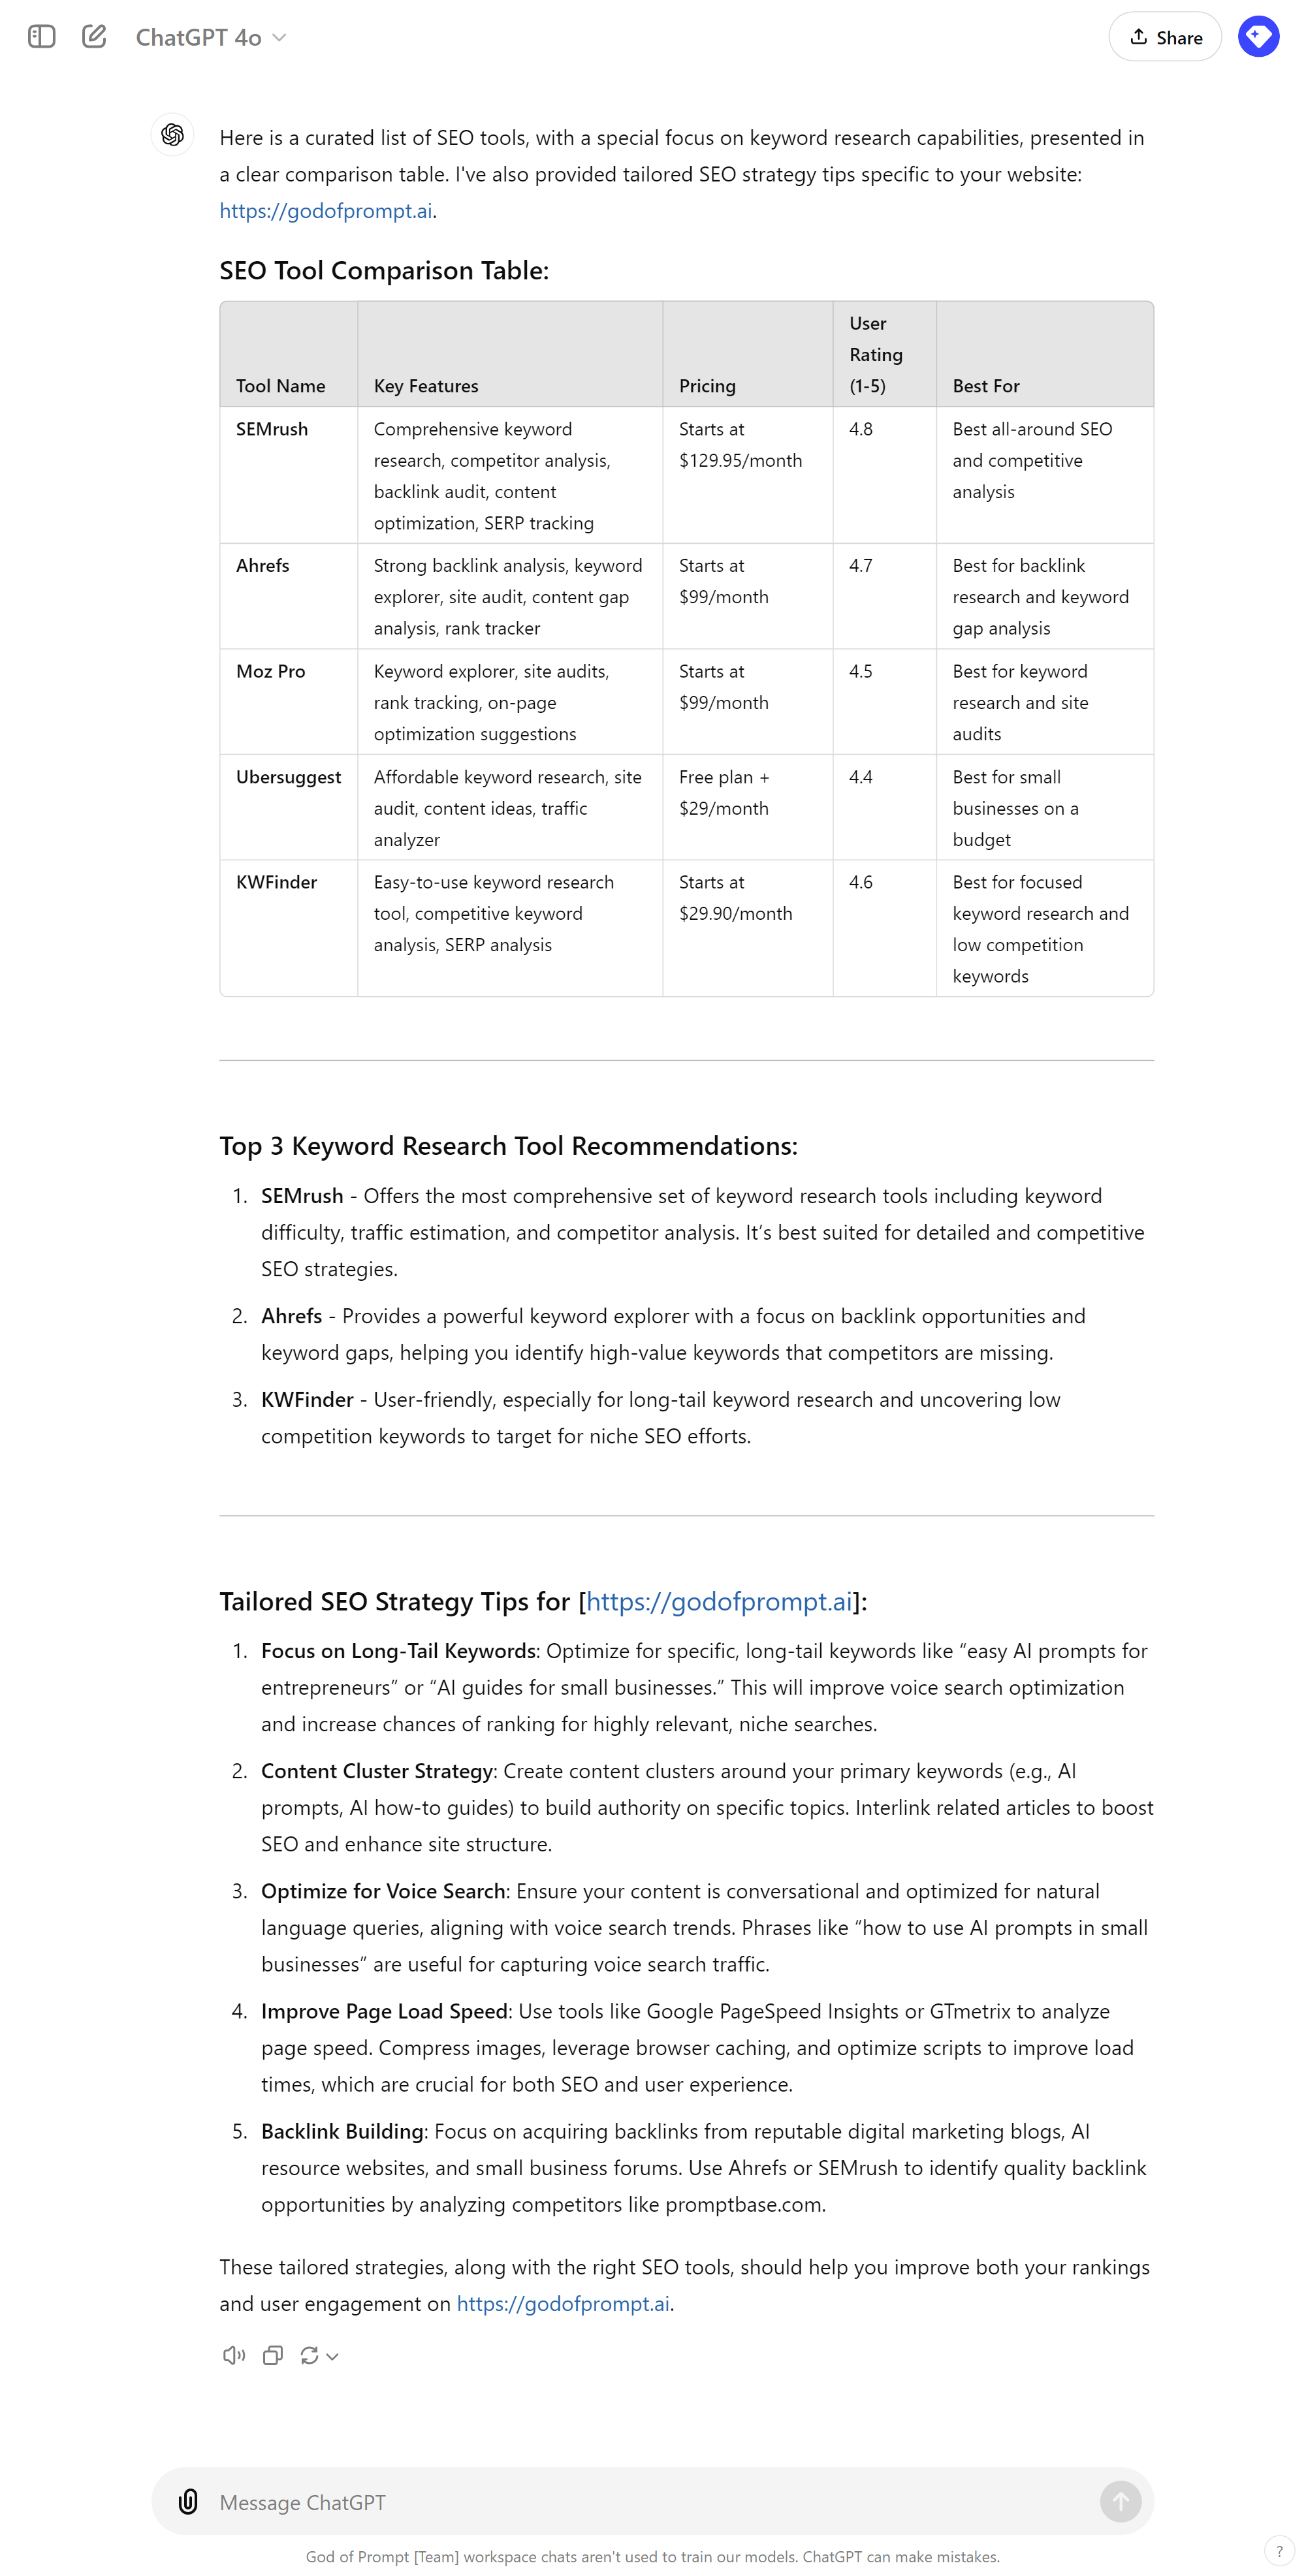 ChatGPT 4o
Share
Here is a curated list of SEO tools, with a special focus on keyword research capabilities, presented in
a clear comparison table. I've also provided tailored SEO strategy tips specific to your website:
https://godofprompt.ai.
SEO Tool Comparison Table:
User
Rating
Tool Name Key Features Pricing (1-5) Best For
SEMrush Comprehensive keyword Starts at 4.8 Best all-around SEO
research, competitor analysis, $129.95/month and competitive
backlink audit, content analysis
optimization, SERP tracking
Ahrefs Strong backlink analysis, keyword Starts at 4.7 Best for backlink
explorer, site audit, content gap $99/month research and keyword
analysis, rank tracker gap analysis
Moz Pro Keyword explorer, site audits, Starts at 4.5 Best for keyword
rank tracking, on-page $99/month research and site
optimization suggestions audits
Ubersuggest Affordable keyword research, site Free plan + 4.4 Best for small
audit, content ideas, traffic $29/month businesses on a
analyzer budget
KWFinder Easy-to-use keyword research Starts at 4.6 Best for focused
tool, competitive keyword $29.90/month keyword research and
analysis, SERP analysis low competition
keywords
Top 3 Keyword Research Tool Recommendations:
1. SEMrush - Offers the most comprehensive set of keyword research tools including keyword
difficulty, traffic estimation, and competitor analysis. It’s best suited for detailed and competitive
SEO strategies.
2. Ahrefs - Provides a powerful keyword explorer with a focus on backlink opportunities and
keyword gaps, helping you identify high-value keywords that competitors are missing.
3. KWFinder - User-friendly, especially for long-tail keyword research and uncovering low
competition keywords to target for niche SEO efforts.
Tailored SEO Strategy Tips for [https://godofprompt.ai]:
1. Focus on Long-Tail Keywords: Optimize for specific, long-tail keywords like “easy AI prompts for
entrepreneurs” or “AI guides for small businesses.” This will improve voice search optimization
and increase chances of ranking for highly relevant, niche searches.
2. Content Cluster Strategy: Create content clusters around your primary keywords (e.g., AI
prompts, AI how-to guides) to build authority on specific topics. Interlink related articles to boost
SEO and enhance site structure.
3. Optimize for Voice Search: Ensure your content is conversational and optimized for natural
language queries, aligning with voice search trends. Phrases like “how to use AI prompts in small
businesses” are useful for capturing voice search traffic.
4. Improve Page Load Speed: Use tools like Google PageSpeed Insights or GTmetrix to analyze
page speed. Compress images, leverage browser caching, and optimize scripts to improve load
times, which are crucial for both SEO and user experience.
5. Backlink Building: Focus on acquiring backlinks from reputable digital marketing blogs, AI
resource websites, and small business forums. Use Ahrefs or SEMrush to identify quality backlink
opportunities by analyzing competitors like promptbase.com.
These tailored strategies, along with the right SEO tools, should help you improve both your rankings
and user engagement on https://godofprompt.ai.
Message ChatGPT
God of Prompt [Team] workspace chats aren't used to train our models. ChatGPT can make mistakes.
?